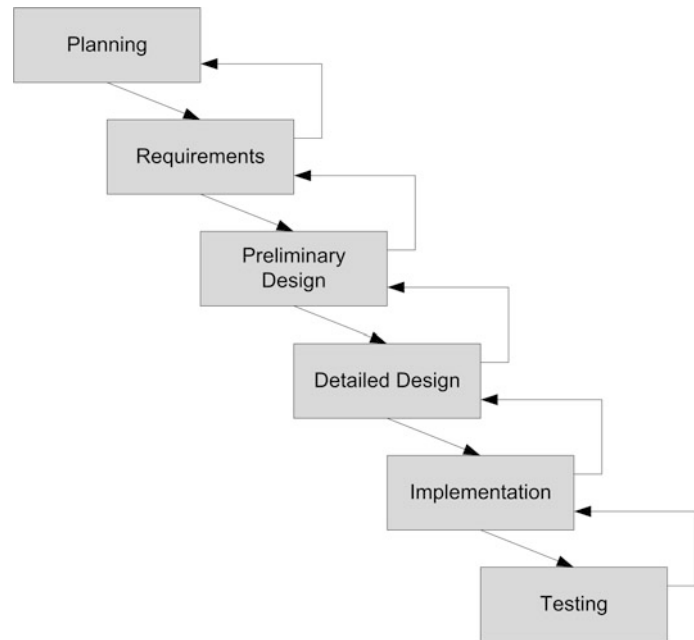 Planning
Requirements
Preliminary
Design
Detailed Design
Implementation
Testing